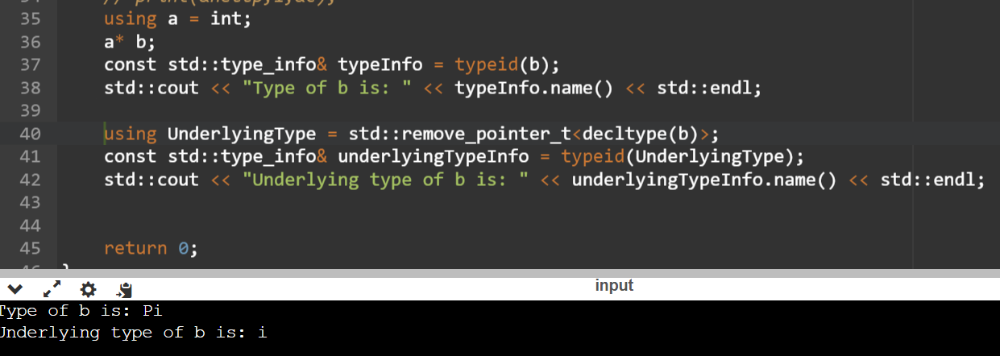 35 using a = int;
36 a* b;
37 const std::type_info& typeInfo = typeid(b);
38 std::cout << "Type of b is: " << typeInfo.name() << std::endl;
39
40 using UnderlyingType = std::remove_pointer_t<decltype(b)>;
41 const std::type_info& underlyingTypeInfo = typeid(UnderlyingType);
42 std::cout << "Underlying type of b is: " << underlyingTypeInfo.name() << std::endl;
43
44
45 return 0;
input
Type of b is: Pi
Underlying type of b is: i